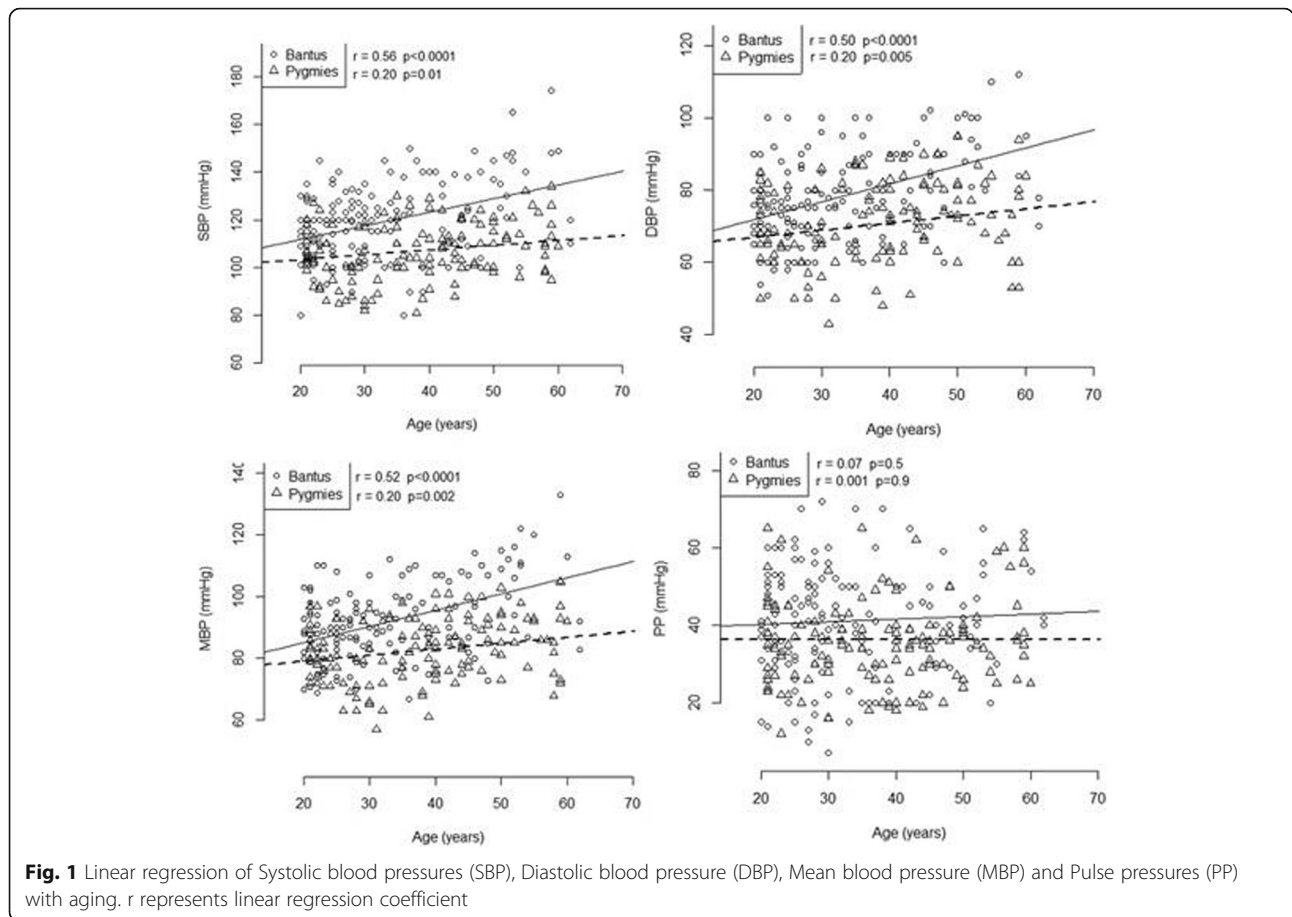 Bantus r = 0.56 p<0.0001
Pygmies r = 0.20 p=0.01
SBP (mmHg)
60 80 100 120 140 160 180
20 30 40 50 60 70
Age (years)
Bantus r = 0.50 p<0.0001
Pygmies r = 0.20 p=0.005
DBP (mmHg)
40 60 80 100 120
20 30 40 50 60 70
Age (years)
Bantus r = 0.52 p<0.0001
Pygmies r = 0.20 p=0.002
MBP (mmHg)
60 80 100 120 140
20 30 40 50 60 70
Age (years)
Bantus r = 0.07 p=0.5
Pygmies r = 0.001 p=0.9
PP (mmHg)
20 40 60 80
20 30 40 50 60 70
Age (years)
Fig. 1 Linear regression of Systolic blood pressures (SBP), Diastolic blood pressure (DBP), Mean blood pressure (MBP) and Pulse pressures (PP)
with aging. r represents linear regression coefficient